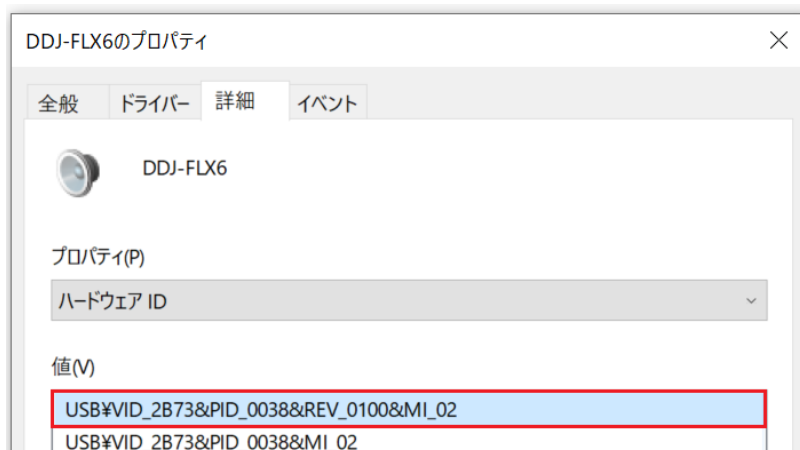 DDJ-FLX6のプロパティ
全般 ドライバー 詳細 イベント
DDJ-FLX6
プロパティ(P)
ハードウェア ID
値(V)
USB¥VID_2B73&PID_0038&REV_0100&MI_02
USB¥VID_2B73&PID_0038&MI_02